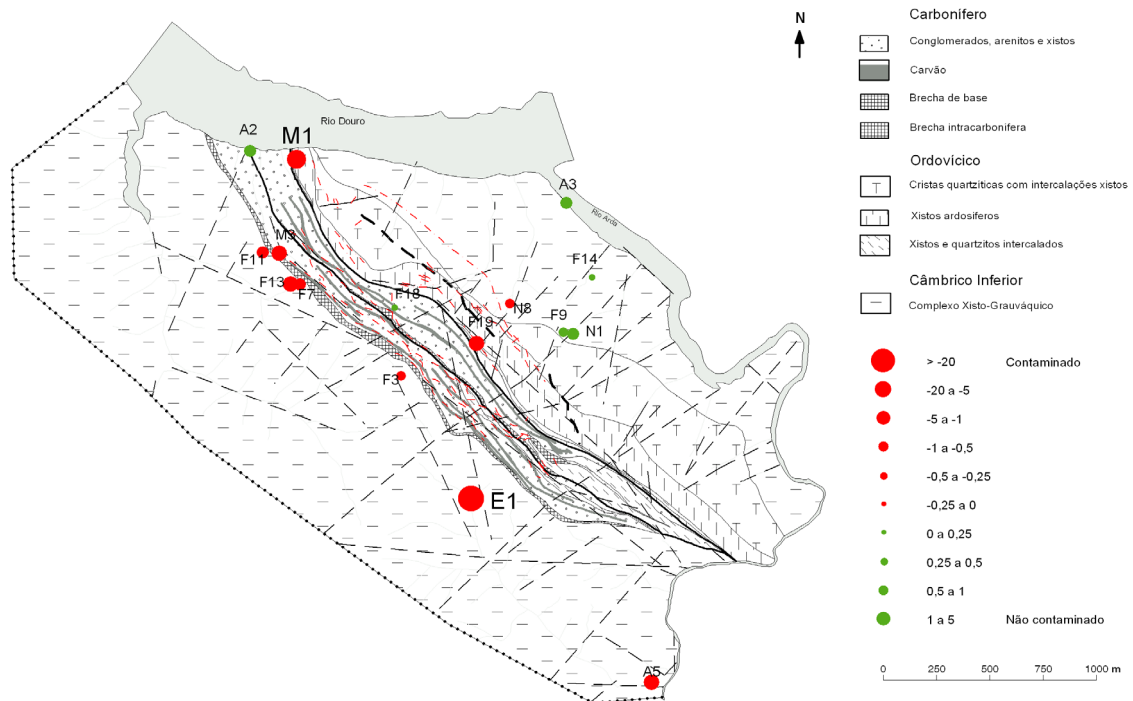 N
Rio Douro
A2
M1
A3
Rio Arda
M3
F11
F14
F13
F7
F18
N8
F19
F9
N1
F3
E1
A5
Carbonífero
Conglomerados, arenitos e xistos
Carvão
Brecha de base
Brecha intracarbonifera
Ordovícico
Cristas quartzíticas com intercalações xistos
Xistos ardosiferos
Xistos e quartzitos intercalados
Câmbrico Inferior
Complexo Xisto-Grauváquico
> -20 Contaminado
-20 a -5
-5 a -1
-1 a -0,5
-0,5 a -0,25
-0,25 a 0
0 a 0,25
0,25 a 0,5
0,5 a 1
1 a 5 Não contaminado
0 250 500 750 1000 m